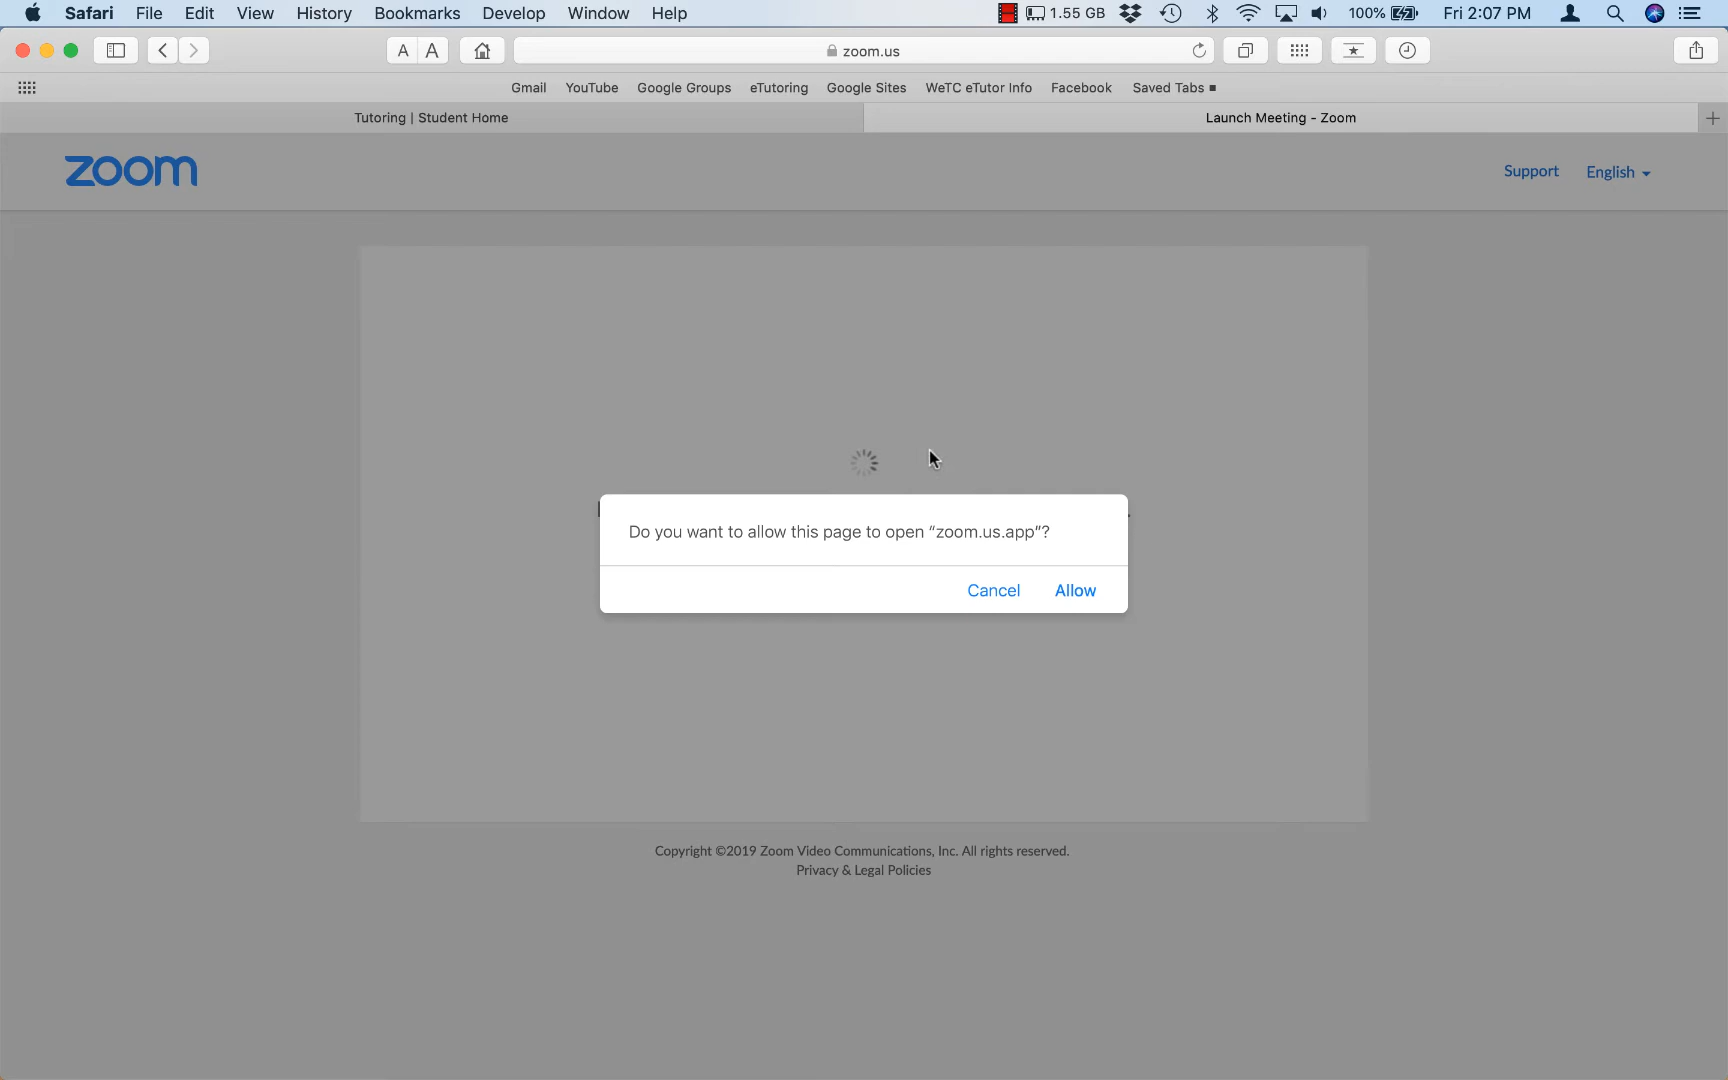 Safari File Edit View History Bookmarks Develop Window Help 1.55 GB 100% Fri 2:07 PM
A A zoom.us
Gmail YouTube Google Groups eTutoring Google Sites WeTC eTutor Info Facebook Saved Tabs
Tutoring | Student Home Launch Meeting - Zoom
zoom Support English
Do you want to allow this page to open “zoom.us.app”?
Cancel Allow
Copyright ©2019 Zoom Video Communications, Inc. All rights reserved.
Privacy & Legal Policies